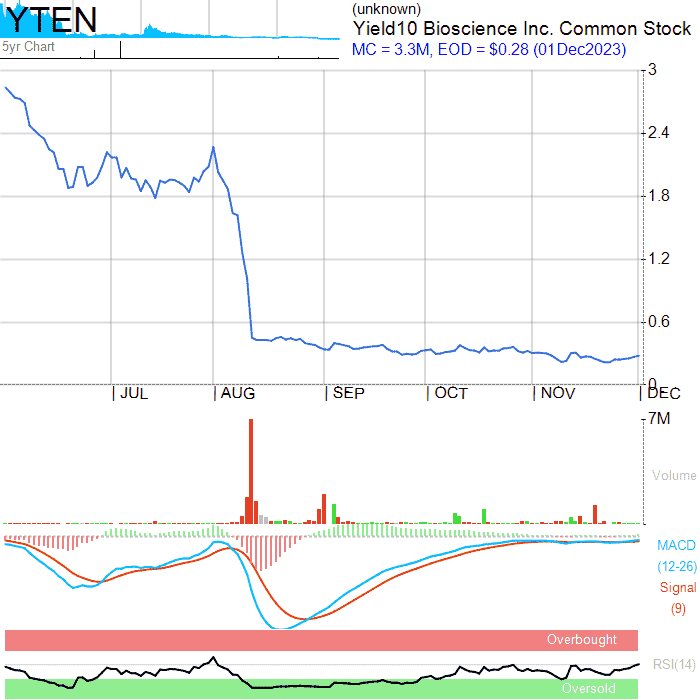 YTEN
5yr Chart
(unknown)
Yield10 Bioscience Inc. Common Stock
MC = 3.3M, EOD = $0.28 (01Dec2023)
3
2.4
1.8
1.2
0.6
0
JUL AUG SEP OCT NOV DEC
7M
Volume
MACD
(12-26)
Signal
(9)
Overbought
RSI(14)
Oversold